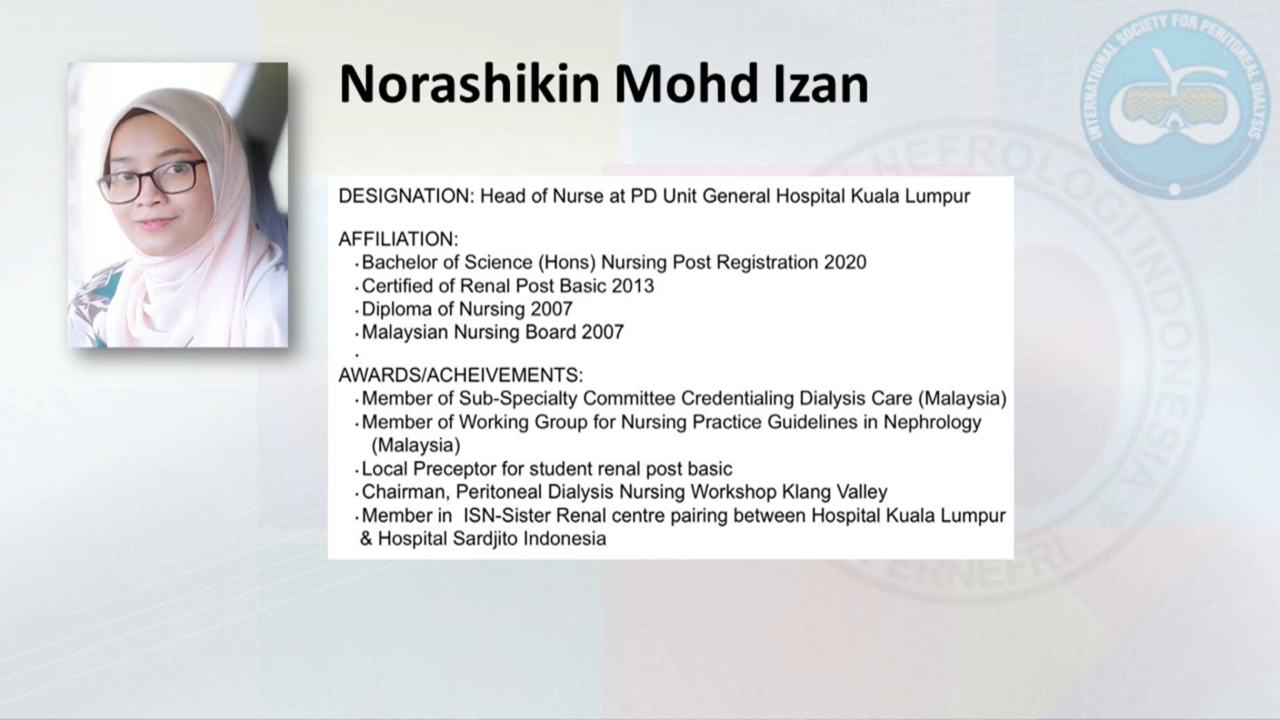 Norashikin Mohd Izan
INTERNATIONAL SOCIETY FOR PERITONEAL DIALYSIS
DESIGNATION: Head of Nurse at PD Unit General Hospital Kuala Lumpur
AFFILIATION:
· Bachelor of Science (Hons) Nursing Post Registration 2020
· Certified of Renal Post Basic 2013
· Diploma of Nursing 2007
· Malaysian Nursing Board 2007
·
AWARDS/ACHEIVEMENTS:
· Member of Sub-Specialty Committee Credentialing Dialysis Care (Malaysia)
· Member of Working Group for Nursing Practice Guidelines in Nephrology
(Malaysia)
· Local Preceptor for student renal post basic
· Chairman, Peritoneal Dialysis Nursing Workshop Klang Valley
· Member in  ISN-Sister Renal centre pairing between Hospital Kuala Lumpur
& Hospital Sardjito Indonesia
NEFROLOGI INDONESIA
PERNEFRI